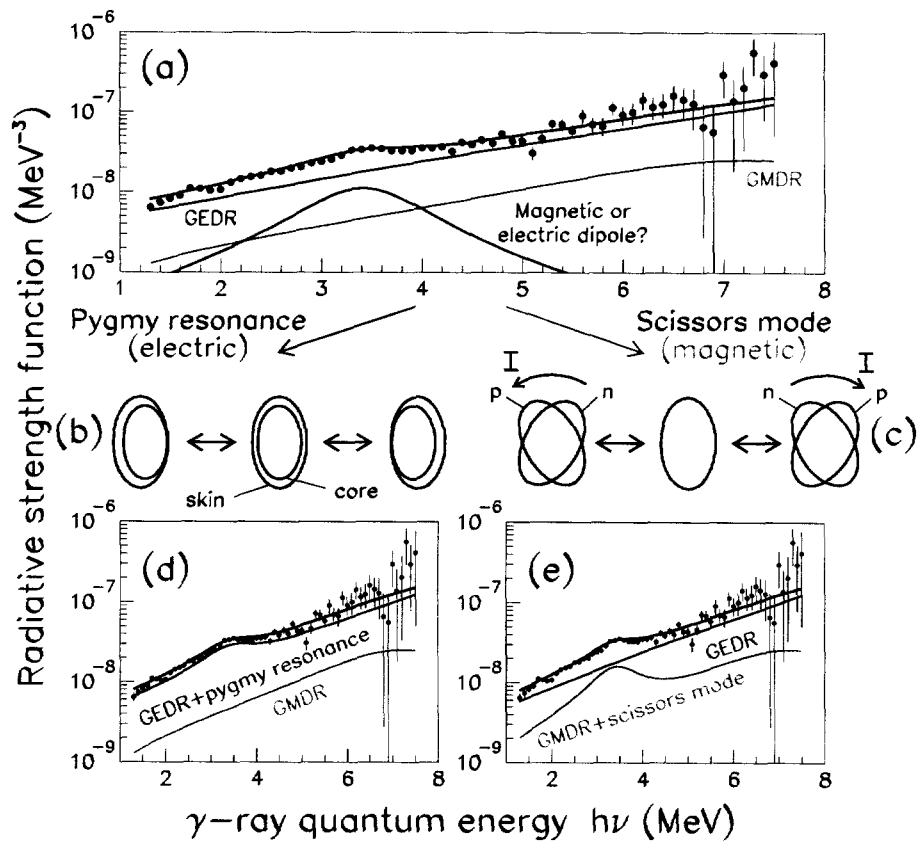 Radiative strength function (MeV⁻³)
(a)
10⁻⁶
10⁻⁷
10⁻⁸
10⁻⁹
GEDR
GMDR
Magnetic or
electric dipole?
1 2 3 4 5 6 7 8
Pygmy resonance
(electric)
Scissors mode
(magnetic)
(b)
skin
core
I
p
n
I
n
p
(c)
10⁻⁶
10⁻⁷
10⁻⁸
10⁻⁹
(d)
GEDR+pygmy resonance
GMDR
2 4 6 8
10⁻⁶
10⁻⁷
10⁻⁸
10⁻⁹
(e)
GEDR
GMDR+scissors mode
2 4 6 8
γ-ray quantum energy hν (MeV)